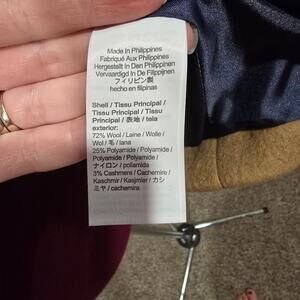 Made In Philippines
Fabriqué Aux Philippines
Hergestellt In Den Philippinen
Vervaardigd In De Filippijnen
フィリピン製
hecho en filipinas
Shell / Tissu Principal / Tissu
Principal / Tissu Principal /
Principal / 表地 / tela
exterior:
72% Wool / Laine / Wolle /
Wol / 毛 / lana
25% Polyamide / Polyamide /
Polyamid / Polyamide /
ナイロン / poliamida
3% Cashmere / Cachemire /
Kaschmir / Kasjmier / カシ
ミヤ / cachemira